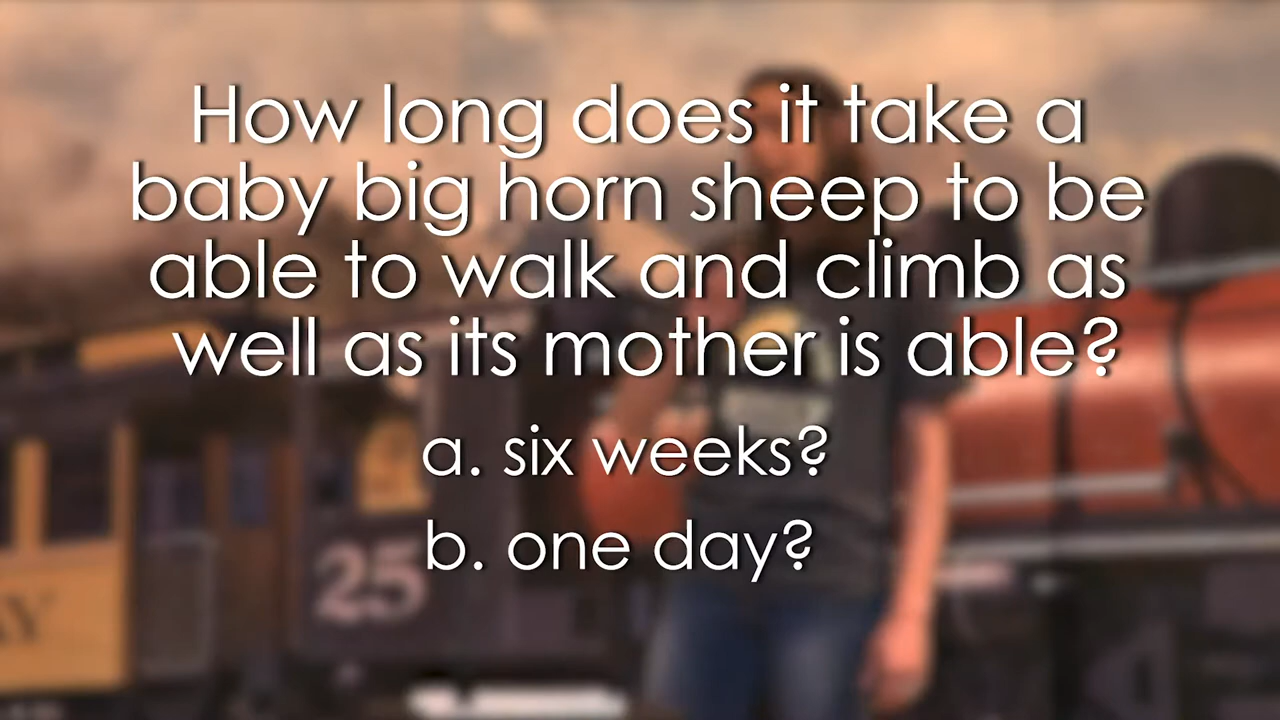 How long does it take a
baby big horn sheep to be
able to walk and climb as
well as its mother is able?
a. six weeks?
b. one day?
25